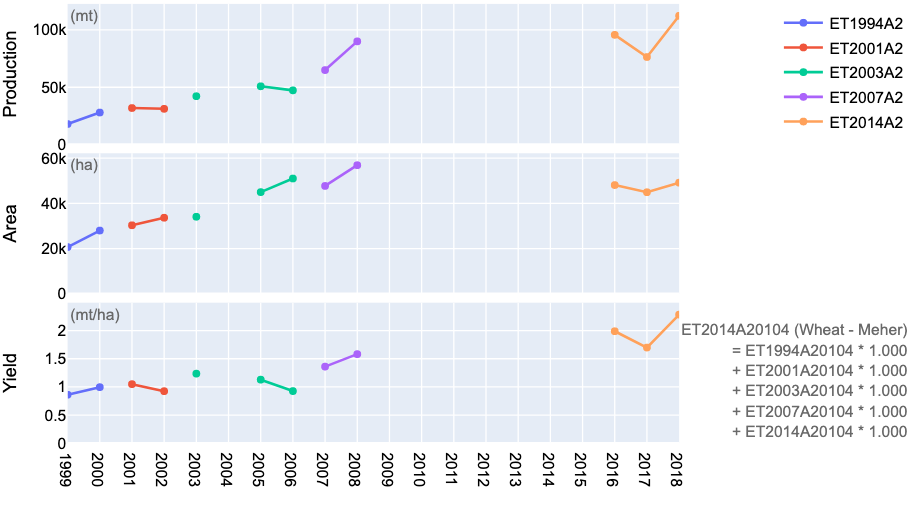 (mt)
Production
100k
50k
0
ET1994A2
ET2001A2
ET2003A2
ET2007A2
ET2014A2
(ha)
Area
60k
40k
20k
0
(mt/ha)
Yield
2
1.5
1
0.5
0
1999
2000
2001
2002
2003
2004
2005
2006
2007
2008
2009
2010
2011
2012
2013
2014
2015
2016
2017
2018
ET2014A20104 (Wheat - Meher)
= ET1994A20104 * 1.000
+ ET2001A20104 * 1.000
+ ET2003A20104 * 1.000
+ ET2007A20104 * 1.000
+ ET2014A20104 * 1.000